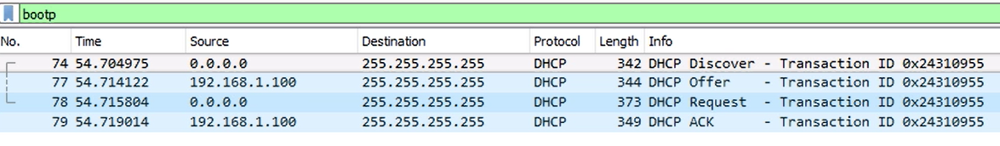 bootp
No. Time Source Destination Protocol Length Info
74 54.704975 0.0.0.0 255.255.255.255 DHCP 342 DHCP Discover - Transaction ID 0x24310955
77 54.714122 192.168.1.100 255.255.255.255 DHCP 344 DHCP Offer - Transaction ID 0x24310955
78 54.715804 0.0.0.0 255.255.255.255 DHCP 373 DHCP Request - Transaction ID 0x24310955
79 54.719014 192.168.1.100 255.255.255.255 DHCP 349 DHCP ACK - Transaction ID 0x24310955